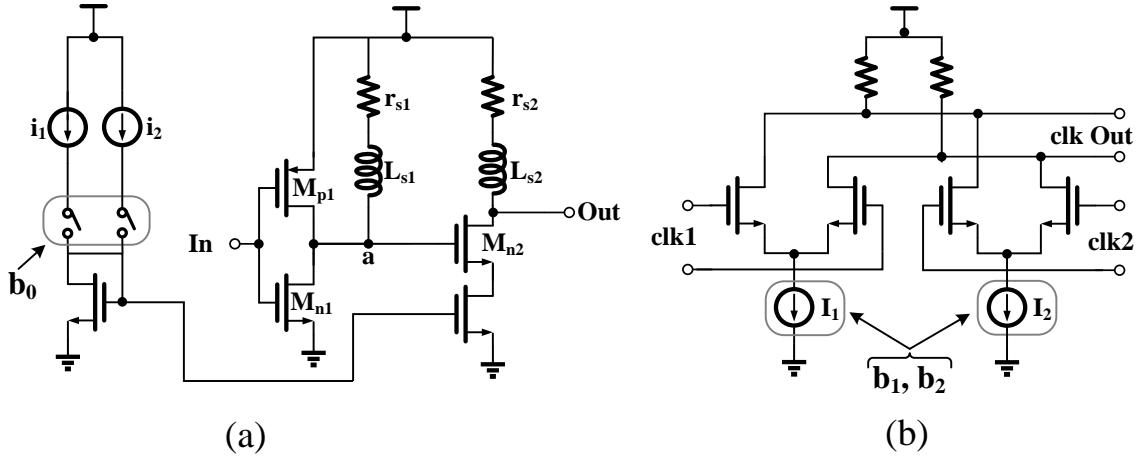 i1
i2
b0
In
Mp1
Mn1
rs1
Ls1
a
rs2
Ls2
Mn2
Out
(a)
clk Out
clk1
clk2
I1
I2
b1, b2
(b)